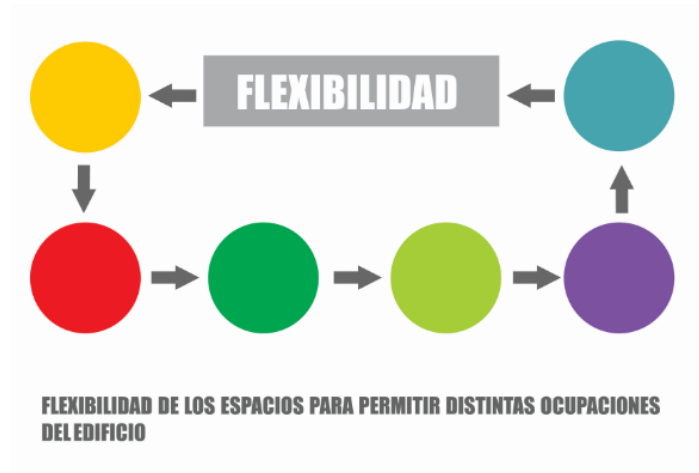 FLEXIBILIDAD
FLEXIBILIDAD DE LOS ESPACIOS PARA PERMITIR DISTINTAS OCUPACIONES
DEL EDIFICIO